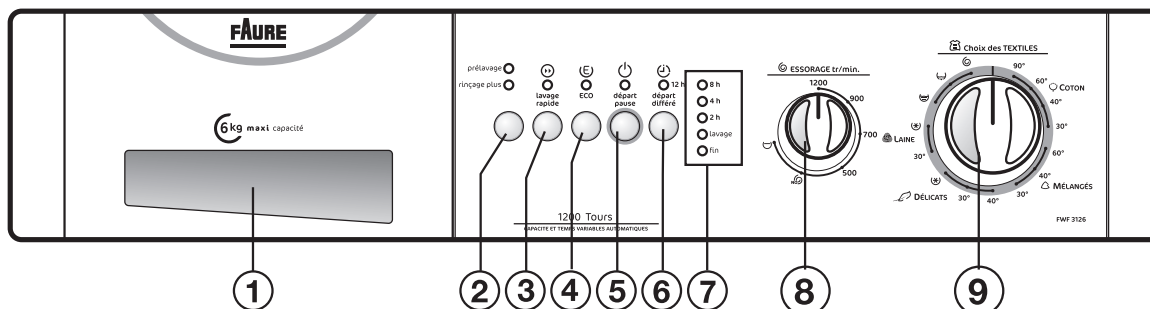 FAURE
6kg maxi capacité
prélavage
rinçage plus
lavage rapide
E
ECO
départ pause
12 h
départ différé
8 h
4 h
2 h
lavage
fin
1200 Tours
CAPACITE ET TEMPS VARIABLES AUTOMATIQUES
ESSORAGE tr/min.
1200
900
700
500
Choix des TEXTILES
90°
60°
COTON
40°
30°
60°
40°
MÉLANGÉS
30°
40°
30°
DÉLICATS
30°
LAINE
FWF 3126
1
2
3
4
5
6
7
8
9